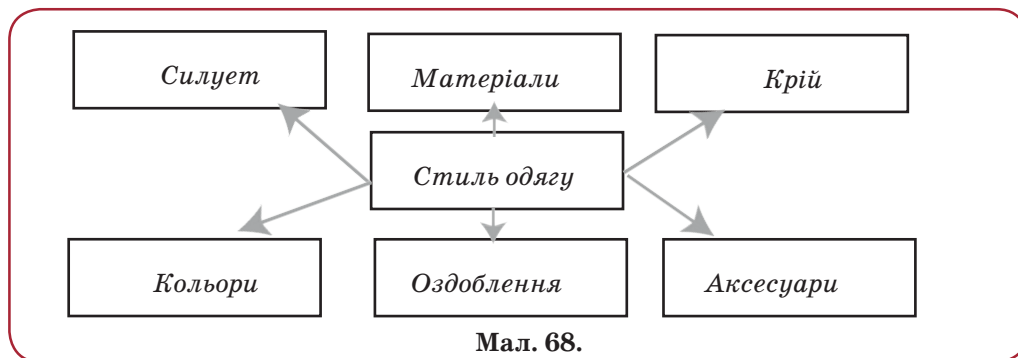 Силует
Матеріали
Крій
Стиль одягу
Кольори
Оздоблення
Аксесуари
Мал. 68.